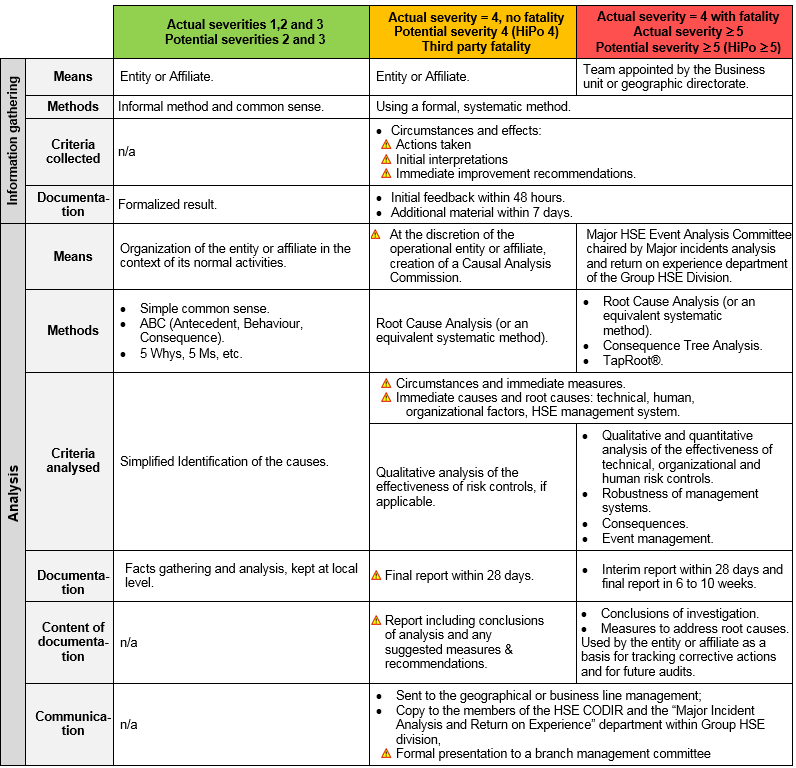 Actual severities 1,2 and 3
Potential severities 2 and 3
Actual severity = 4, no fatality
Potential severity 4 (HiPo 4)
Third party fatality
Actual severity = 4 with fatality
Actual severity ≥ 5
Potential severity ≥ 5 (HiPo ≥ 5)
Information gathering
Means
Entity or Affiliate.
Entity or Affiliate.
Team appointed by the Business
unit or geographic directorate.
Methods
Informal method and common sense.
Using a formal, systematic method.
Criteria
collected
n/a
• Circumstances and effects:
⚠ Actions taken
⚠ Initial interpretations
⚠ Immediate improvement recommendations.
Documenta-
tion
Formalized result.
• Initial feedback within 48 hours.
• Additional material within 7 days.
Analysis
Means
Organization of the entity or affiliate in the
context of its normal activities.
⚠ At the discretion of the
operational entity or affiliate,
creation of a Causal Analysis
Commission.
Major HSE Event Analysis Committee
chaired by Major incidents analysis
and return on experience department
of the Group HSE Division.
Methods
• Simple common sense.
• ABC (Antecedent, Behaviour,
Consequence).
• 5 Whys, 5 Ms, etc.
Root Cause Analysis (or an
equivalent systematic method).
• Root Cause Analysis (or an
equivalent systematic
method).
• Consequence Tree Analysis.
• TapRoot®.
Criteria
analysed
Simplified Identification of the causes.
⚠ Circumstances and immediate measures.
⚠ Immediate causes and root causes: technical, human,
organizational factors, HSE management system.
Qualitative analysis of the
effectiveness of risk controls, if
applicable.
• Qualitative and quantitative
analysis of the effectiveness of
technical, organizational and
human risk controls.
• Robustness of management
systems.
• Consequences.
• Event management.
Documenta-
tion
Facts gathering and analysis, kept at local
level.
⚠ Final report within 28 days.
• Interim report within 28 days and
final report in 6 to 10 weeks.
Content of
documenta-
tion
n/a
⚠ Report including conclusions
of analysis and any
suggested measures &
recommendations.
• Conclusions of investigation.
• Measures to address root causes.
Used by the entity or affiliate as a
basis for tracking corrective actions
and for future audits.
Communica-
tion
n/a
• Sent to the geographical or business line management;
• Copy to the members of the HSE CODIR and the “Major Incident
Analysis and Return on Experience” department within Group HSE
division,
⚠ Formal presentation to a branch management committee